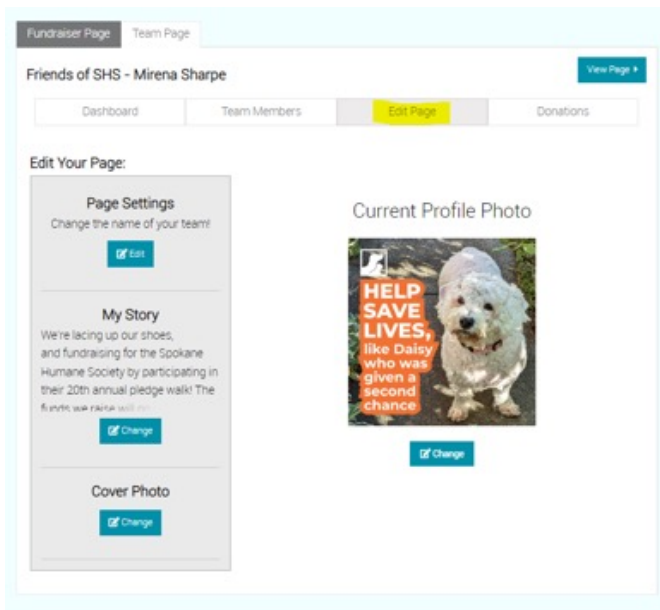 Fundraiser Page Team Page
Friends of SHS - Mirena Sharpe
View Page
Dashboard Team Members Edit Page Donations
Edit Your Page:
Page Settings
Change the name of your team!
Edit
My Story
We're lacing up our shoes,
and fundraising for the Spokane
Humane Society by participating in
their 20th annual pledge walk! The
funds we raise will
Change
Cover Photo
Change
Current Profile Photo
HELP
SAVE
LIVES,
like Daisy
who was
given a
second
chance
Change